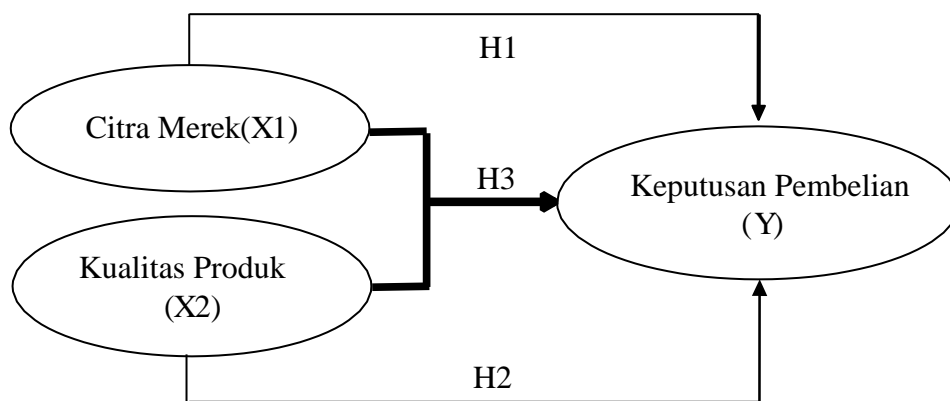 H1
Citra Merek(X1)
H3
Keputusan Pembelian
(Y)
Kualitas Produk
(X2)
H2